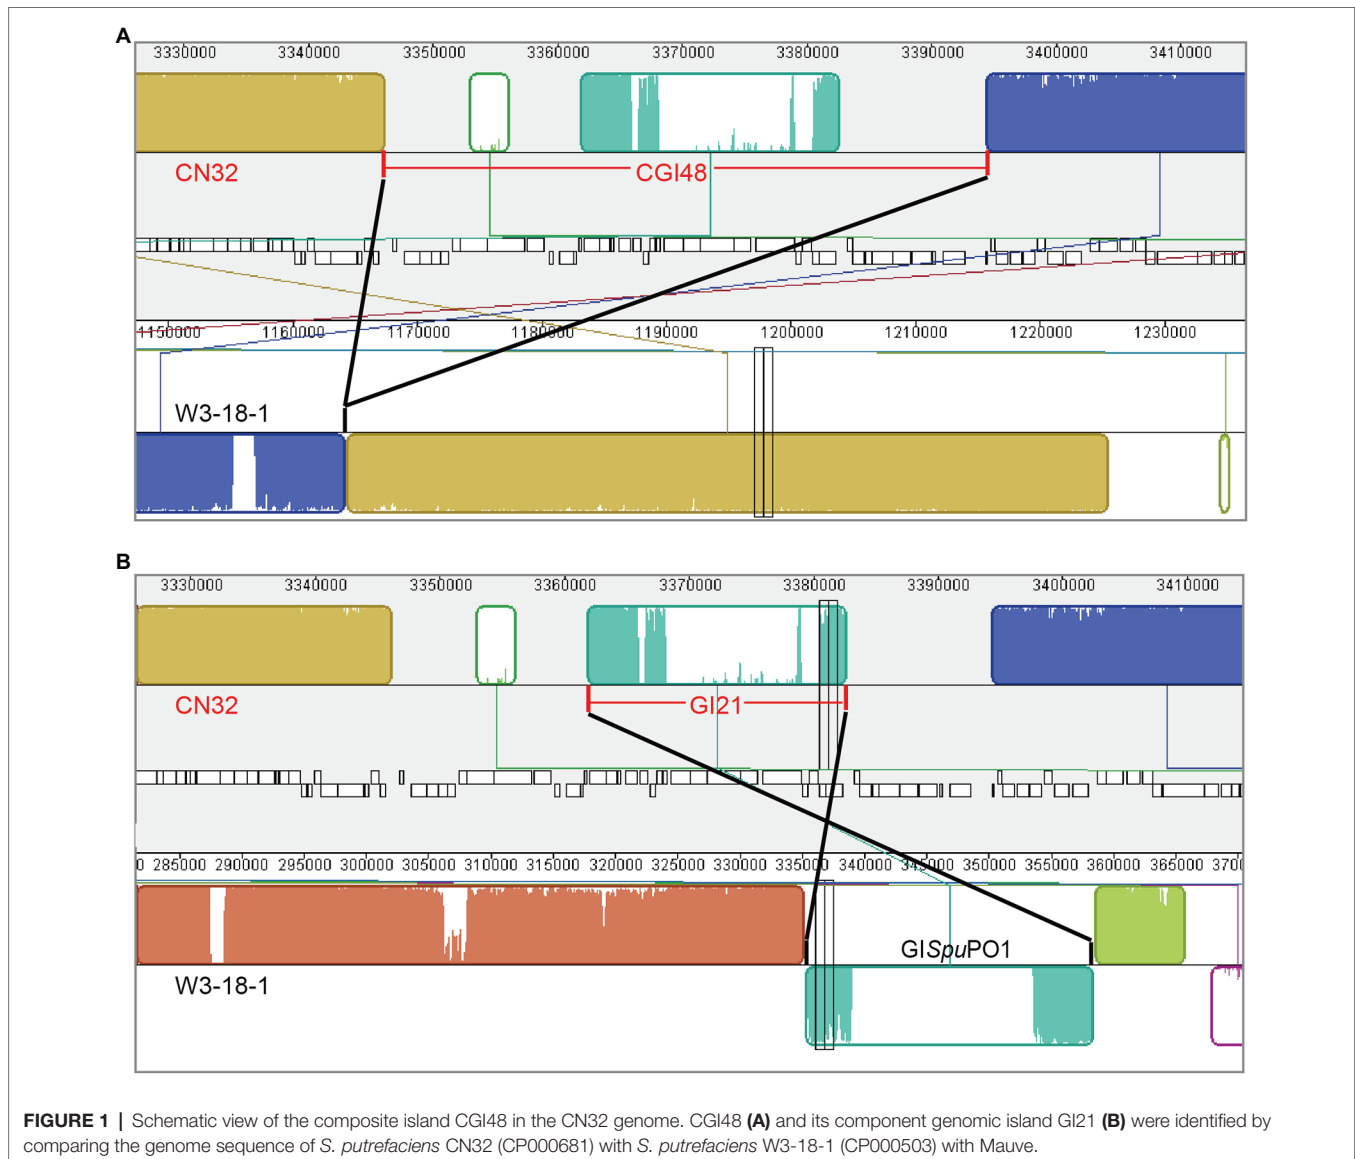 A
3330000 3340000 3350000 3360000 3370000 3380000 3390000 3400000 3410000
CN32 CGI48
1150000 1160000 1170000 1180000 1190000 1200000 1210000 1220000 1230000
W3-18-1
B
3330000 3340000 3350000 3360000 3370000 3380000 3390000 3400000 3410000
CN32 GI21
0 285000 290000 295000 300000 305000 310000 315000 320000 325000 330000 335000 340000 345000 350000 355000 360000 365000 3700
GISpuPO1
W3-18-1
FIGURE 1 | Schematic view of the composite island CGI48 in the CN32 genome. CGI48 (A) and its component genomic island GI21 (B) were identified by
comparing the genome sequence of S. putrefaciens CN32 (CP000681) with S. putrefaciens W3-18-1 (CP000503) with Mauve.